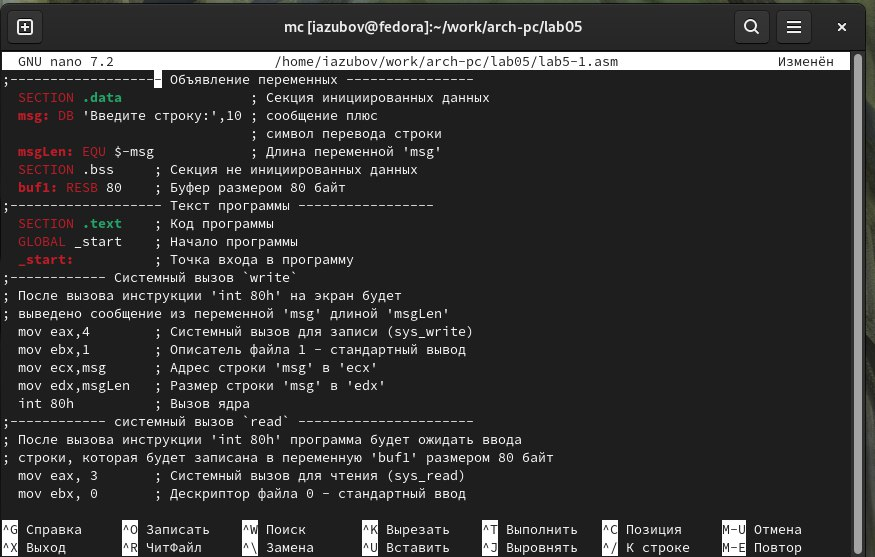 mc [iazubov@fedora]:~/work/arch-pc/lab05
GNU nano 7.2 /home/iazubov/work/arch-pc/lab05/lab5-1.asm Изменён
;------------------- Объявление переменных ----------------
SECTION .data ; Секция инициированных данных
msg: DB 'Введите строку:',10 ; сообщение плюс
; символ перевода строки
msgLen: EQU $-msg ; Длина переменной 'msg'
SECTION .bss ; Секция не инициированных данных
buf1: RESB 80 ; Буфер размером 80 байт
;------------------- Текст программы -----------------
SECTION .text ; Код программы
GLOBAL _start ; Начало программы
_start: ; Точка входа в программу
;------------ Системный вызов `write`
; После вызова инструкции 'int 80h' на экран будет
; выведено сообщение из переменной 'msg' длиной 'msgLen'
mov eax,4 ; Системный вызов для записи (sys_write)
mov ebx,1 ; Описатель файла 1 - стандартный вывод
mov ecx,msg ; Адрес строки 'msg' в 'ecx'
mov edx,msgLen ; Размер строки 'msg' в 'edx'
int 80h ; Вызов ядра
;------------ системный вызов `read` ----------------------
; После вызова инструкции 'int 80h' программа будет ожидать ввода
; строки, которая будет записана в переменную 'buf1' размером 80 байт
mov eax, 3 ; Системный вызов для чтения (sys_read)
mov ebx, 0 ; Дескриптор файла 0 - стандартный ввод
^G Справка ^O Записать ^W Поиск ^K Вырезать ^T Выполнить ^C Позиция M-U Отмена
^X Выход ^R ЧитФайл ^\ Замена ^U Вставить ^J Выровнять ^/ К строке M-E Повтор